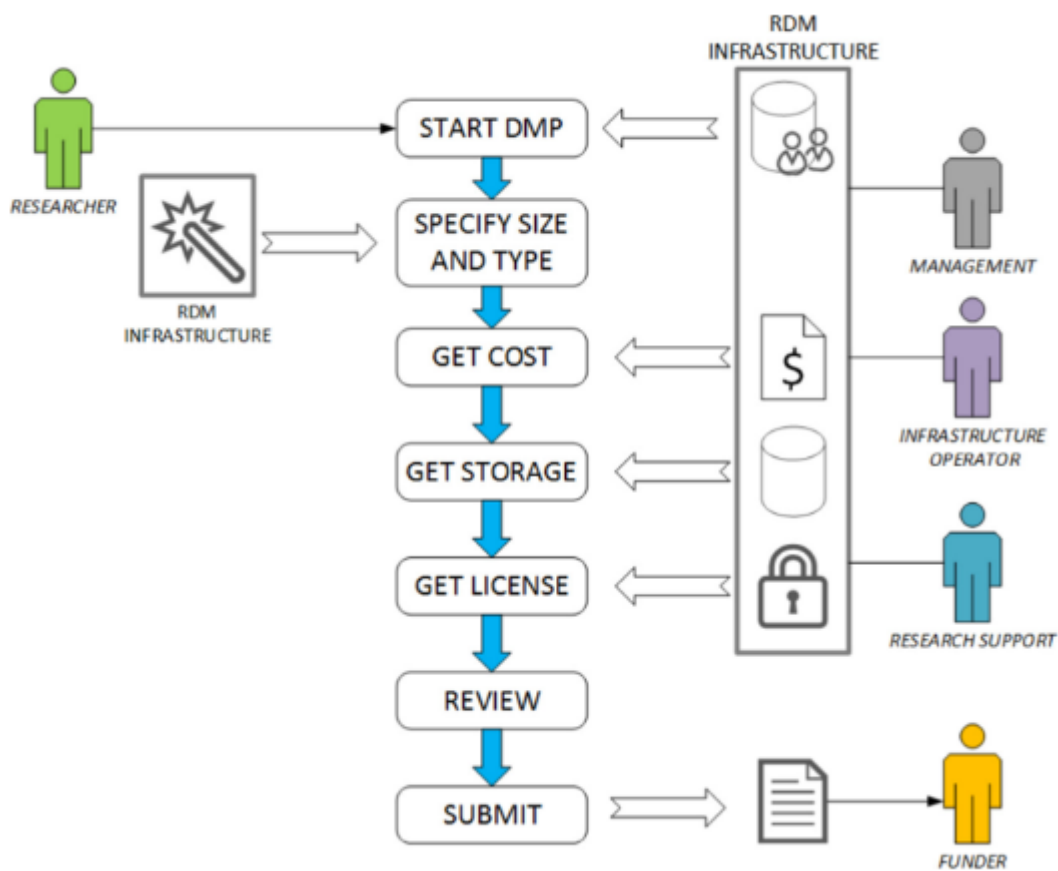 RDM
INFRASTRUCTURE
START DMP
RESEARCHER
SPECIFY SIZE
AND TYPE
MANAGEMENT
RDM
INFRASTRUCTURE
GET COST
$
INFRASTRUCTURE
OPERATOR
GET STORAGE
GET LICENSE
RESEARCH SUPPORT
REVIEW
SUBMIT
FUNDER